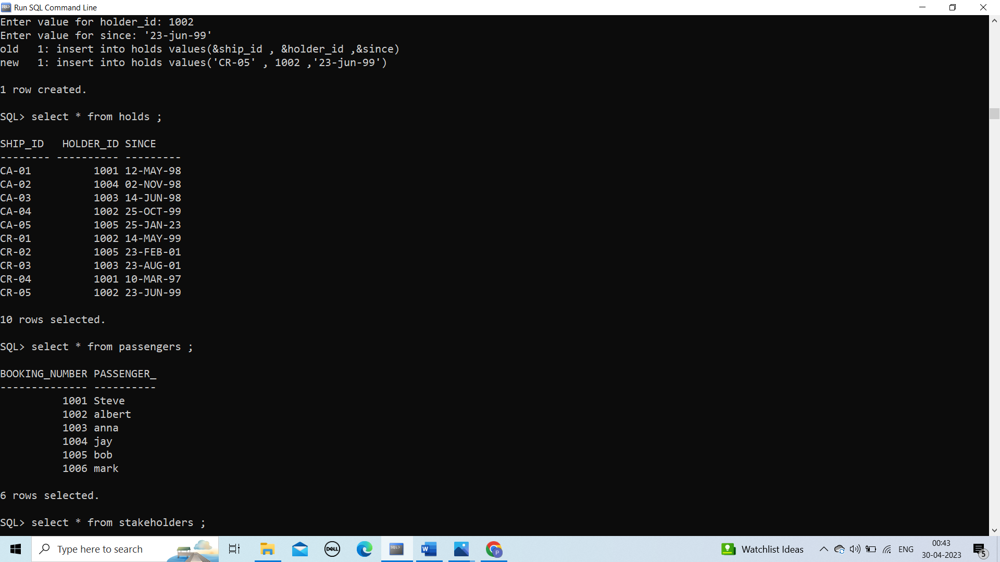 Run SQL Command Line
Enter value for holder_id: 1002
Enter value for since: '23-jun-99'
old   1: insert into holds values(&ship_id , &holder_id ,&since)
new   1: insert into holds values('CR-05' , 1002 ,'23-jun-99')
1 row created.
SQL> select * from holds ;
SHIP_ID   HOLDER_ID SINCE
-------- ---------- ---------
CA-01          1001 12-MAY-98
CA-02          1004 02-NOV-98
CA-03          1003 14-JUN-98
CA-04          1002 25-OCT-99
CA-05          1005 25-JAN-23
CR-01          1002 14-MAY-99
CR-02          1005 23-FEB-01
CR-03          1003 23-AUG-01
CR-04          1001 10-MAR-97
CR-05          1002 23-JUN-99
10 rows selected.
SQL> select * from passengers ;
BOOKING_NUMBER PASSENGER_
-------------- ----------
          1001 Steve
          1002 albert
          1003 anna
          1004 jay
          1005 bob
          1006 mark
6 rows selected.
SQL> select * from stakeholders ;
Type here to search
DELL
SQL>
W
P
Watchlist Ideas
ENG
00:43
30-04-2023
5